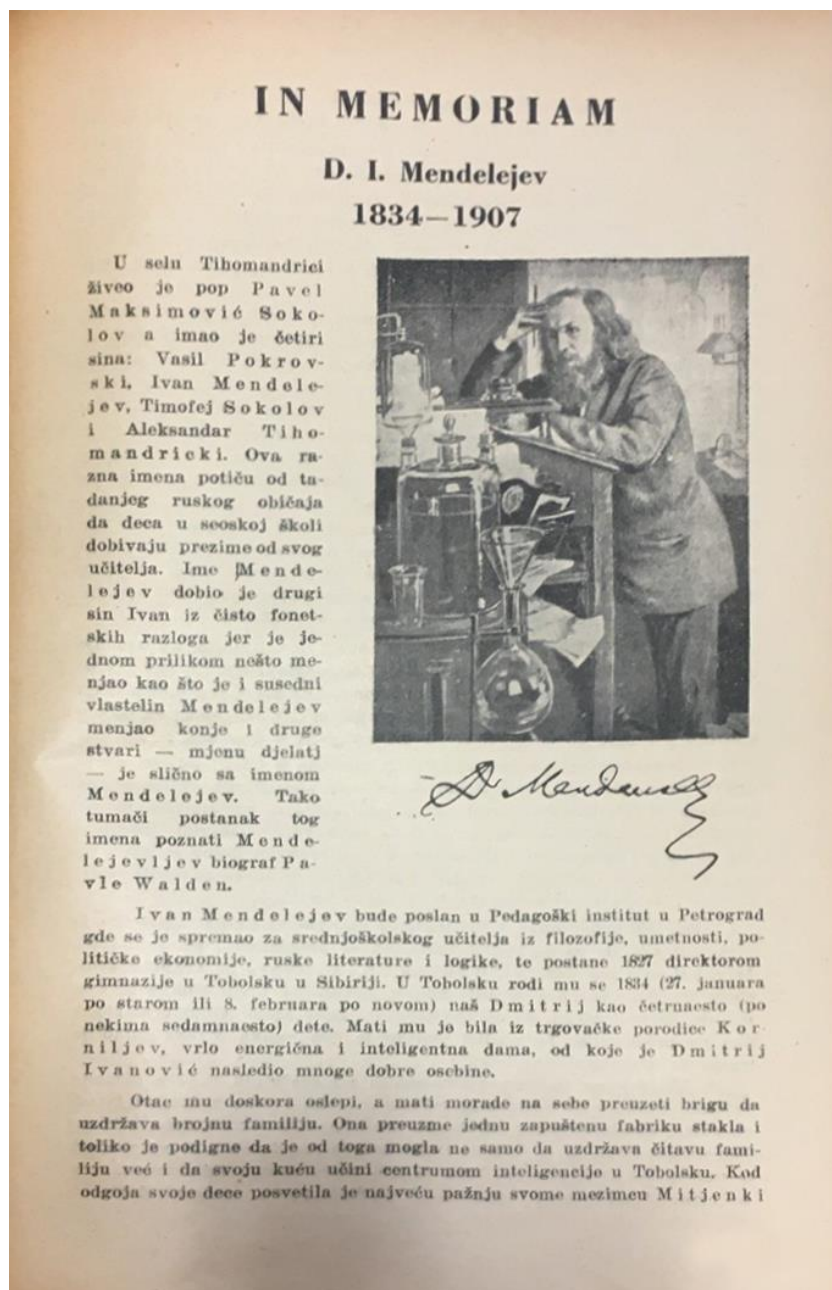 IN MEMORIAM
D. I. Mendelejev
1834—1907
U selu Tihomandrici
živeo je pop Pavel
Maksimović Soko-
lov a imao je četiri
sina: Vasil Pokrov-
ski, Ivan Mendele-
jev, Timofej Sokolov
i Aleksandar Tiho-
mandricki. Ova ra-
zna imena potiču od ta-
danjeg ruskog običaja
da deca u seoskoj školi
dobivaju prezime od svog
učitelja. Ime Mende-
lejev dobio je drugi
sin Ivan iz čisto fonet-
skih razloga jer je je-
dnom prilikom nešto me-
njao kao što je i susedni
vlastelin Mendelejev
menjao konje i druge
stvari — mjenu djelatj
— je slično sa imenom
Mendelejev. Tako
tumači postanak tog
imena poznati Mende-
lejevljev biograf Pa-
vle Walden.
D Mendeleev
Ivan Mendelejev bude poslan u Pedagoški institut u Petrograd
gde se je spremao za srednjoškolskog učitelja iz filozofije, umetnosti, po-
litičke ekonomije, ruske literature i logike, te postane 1827 direktorom
gimnazije u Tobolsku u Sibiriji. U Tobolsku rodi mu se 1834 (27. januara
po starom ili 8. februara po novom) naš Dmitrij kao četrnaesto (po
nekima sedamnaesto) dete. Mati mu je bila iz trgovačke porodice Kor-
niljev, vrlo energična i inteligentna dama, od koje je Dmitrij
Ivanović nasledio mnoge dobre osobine.
Otac mu doskora oslepi, a mati morade na sebe preuzeti brigu da
uzdržava brojnu familiju. Ona preuzme jednu zapuštenu fabriku stakla i
toliko je podigne da je od toga mogla ne samo da uzdržava čitavu fami-
liju već i da svoju kuću učini centrumom inteligencije u Tobolsku. Kod
odgoja svoje dece posvetila je najveću pažnju svome mezimcu Mitjenki